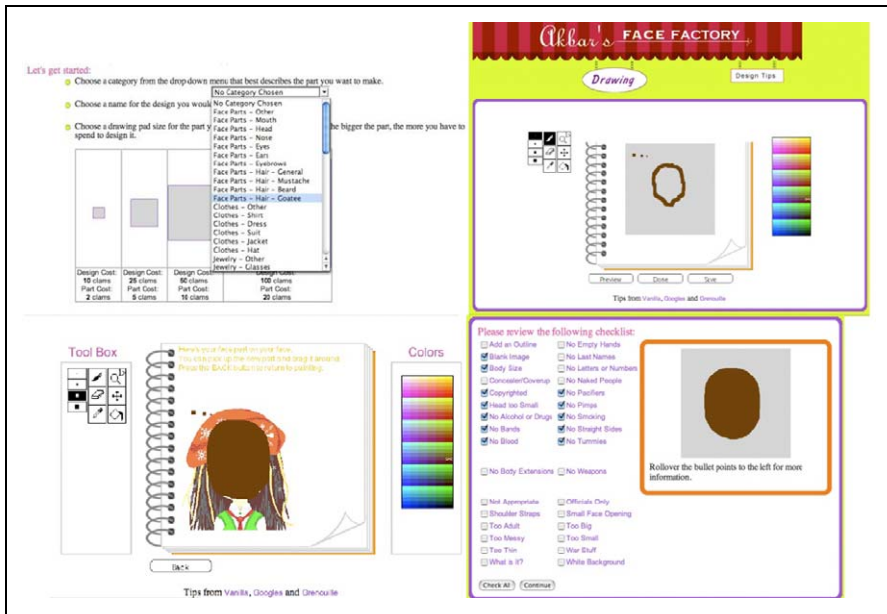 Let's get started:
Choose a category from the drop-down menu that best describes the part you want to make.
No Category Chosen
Choose a name for the design you would
Choose a drawing pad size for the part y
he bigger the part, the more you have to
spend to design it.
No Category Chosen
Face Parts - Other
Face Parts - Mouth
Face Parts - Head
Face Parts - Nose
Face Parts - Eyes
Face Parts - Ears
Face Parts - Eyebrows
Face Parts - Hair - General
Face Parts - Hair - Mustache
Face Parts - Hair - Beard
Face Parts - Hair - Goatee
Clothes - Other
Clothes - Shirt
Clothes - Dress
Clothes - Suit
Clothes - Jacket
Clothes - Hat
Jewelry - Other
Jewelry - Glasses
Design Cost:
10 clams
Part Cost:
2 clams
Design Cost:
25 clams
Part Cost:
5 clams
Design Cost:
50 clams
Part Cost:
10 clams
Design Cost:
100 clams
Part Cost:
20 clams
Akbar's FACE FACTORY
Drawing
Design Tips
Preview
Done
Save
Tips from Vanilla, Googles and Grenouille
Tool Box
Here's your face part on your face.
You can pick up the new part and drag it around.
Press the BACK button to return to painting.
Colors
Back
Tips from Vanilla, Googles and Grenouille
Please review the following checklist:
Add an Outline
Blank Image
Body Size
Concealer/Coverup
Copyrighted
Head too Small
No Alcohol or Drugs
No Bands
No Blood
No Body Extensions
Not Appropriate
Shoulder Straps
Too Adult
Too Messy
Too Thin
What is it?
No Empty Hands
No Last Names
No Letters or Numbers
No Naked People
No Pacifiers
No Pimps
No Smoking
No Straight Sides
No Tummies
No Weapons
Officials Only
Small Face Opening
Too Big
Too Small
War Stuff
White Background
Rollover the bullet points to the left for more
information.
Check All
Continue